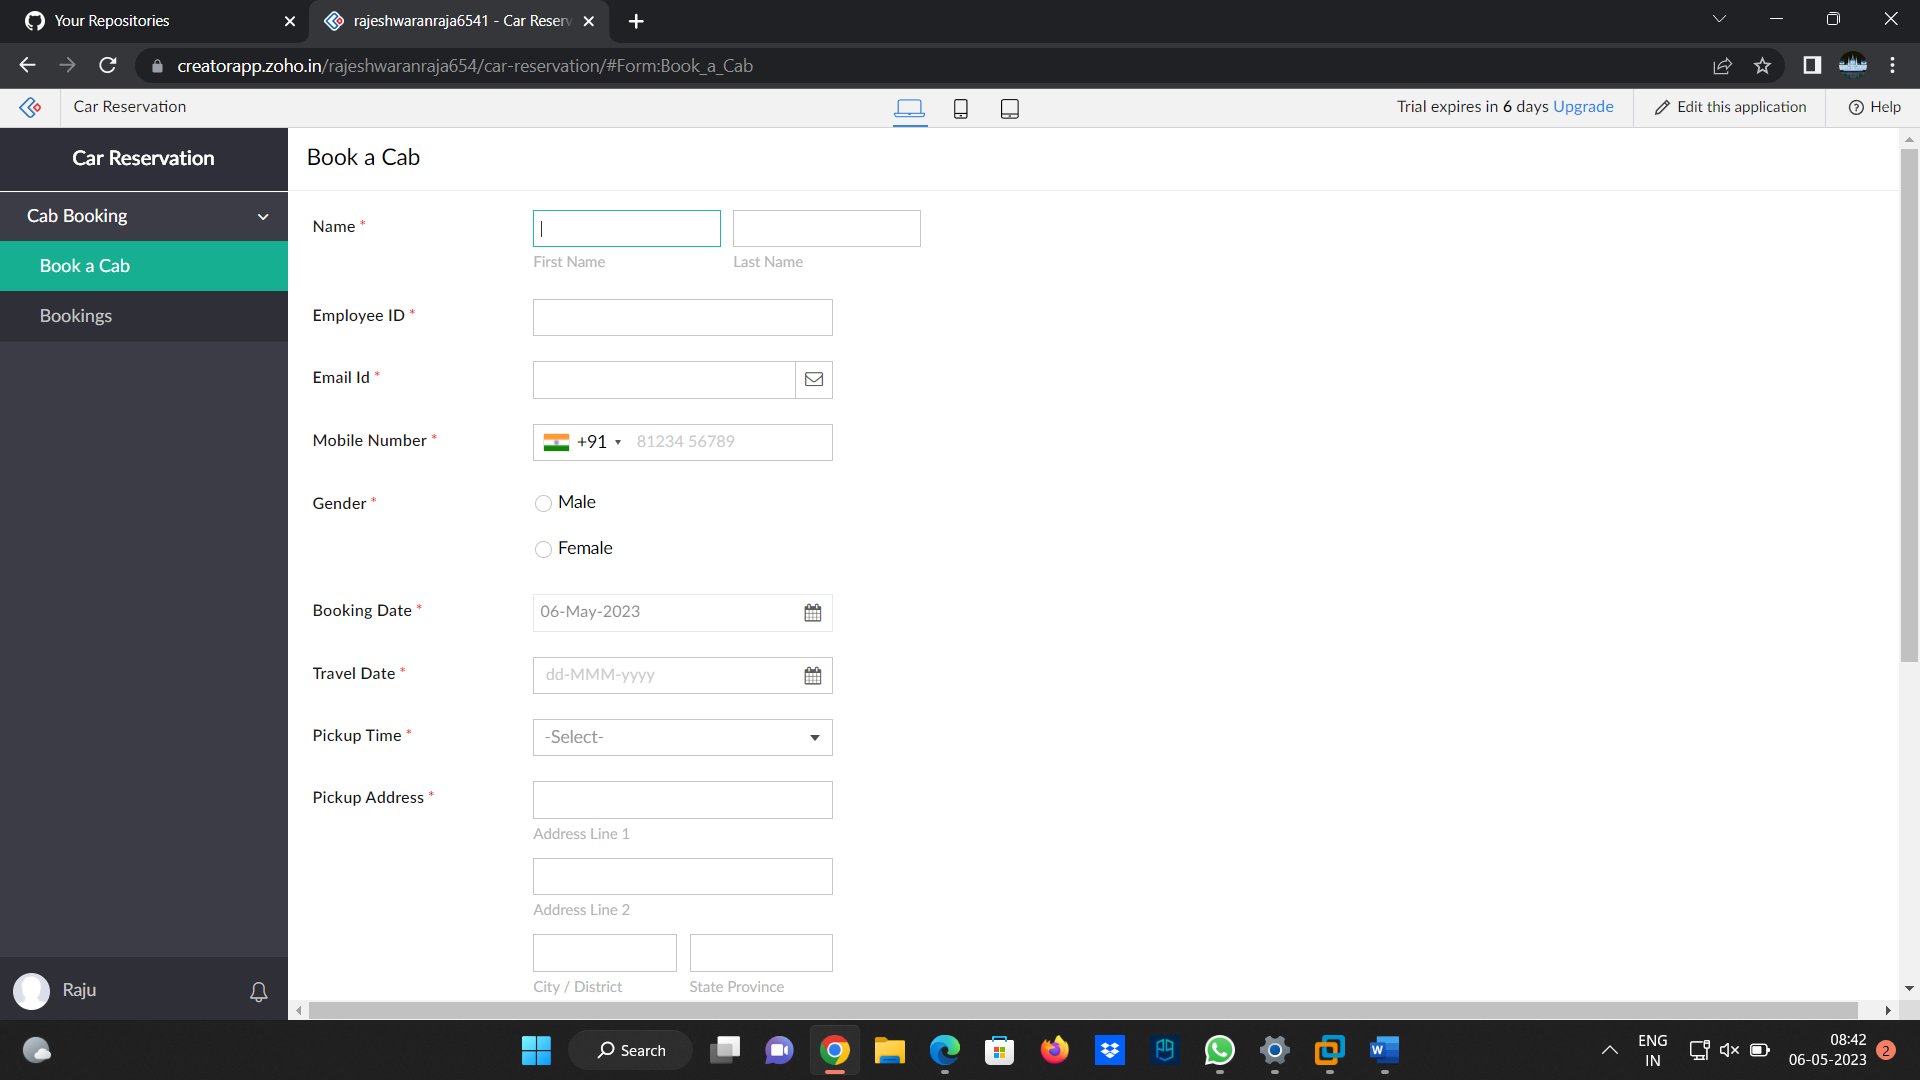 Your Repositories
rajeshwaranraja6541 - Car Reserv
creatorapp.zoho.in/rajeshwaranraja654/car-reservation/#Form:Book_a_Cab
Car Reservation
Trial expires in 6 days Upgrade
Edit this application
Help
Car Reservation
Cab Booking
Book a Cab
Bookings
Raju
Book a Cab
Name *
First Name
Last Name
Employee ID *
Email Id *
Mobile Number *
+91
81234 56789
Gender *
Male
Female
Booking Date *
06-May-2023
Travel Date *
dd-MMM-yyyy
Pickup Time *
-Select-
Pickup Address *
Address Line 1
Address Line 2
City / District
State Province
Search
ENG
IN
08:42
06-05-2023
2